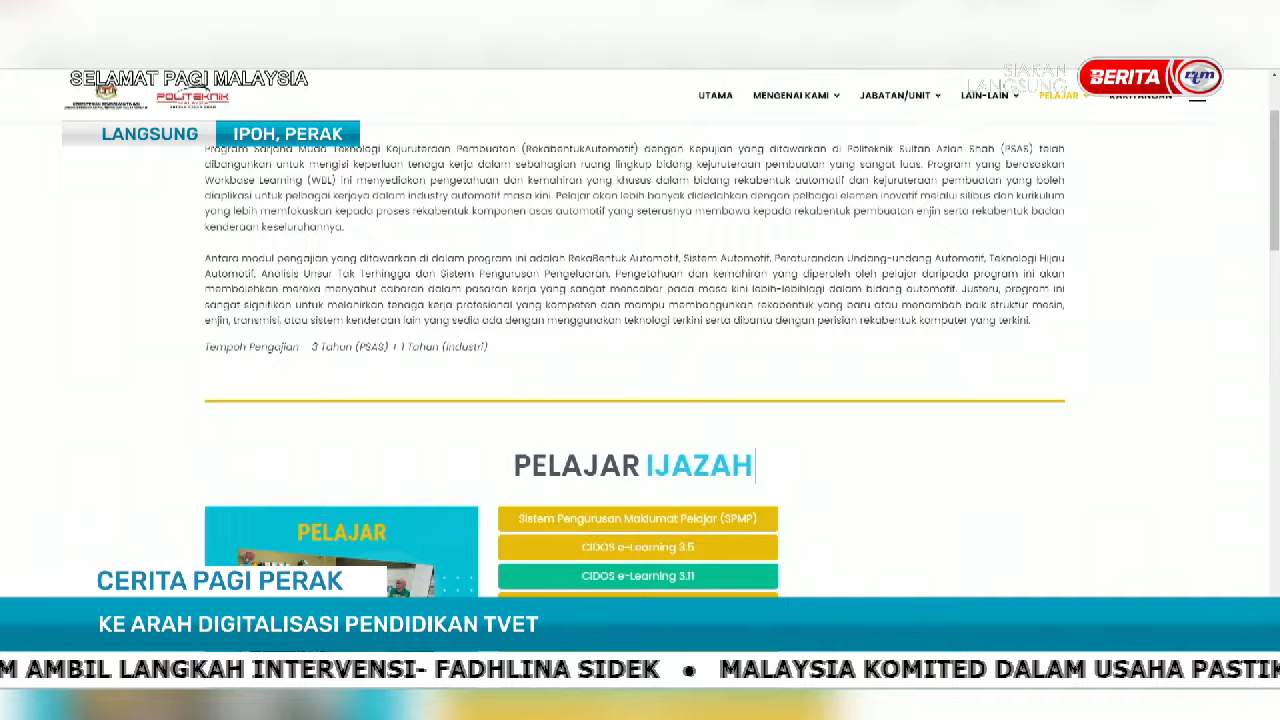 SELAMAT PAGI MALAYSIA
SIARAN
LANGSUNG
BERITA rtm
POLITEKNIK
UTAMA MENGENAI KAMI JABATAN/UNIT LAIN-LAIN PELAJAR
LANGSUNG IPOH, PERAK
Program Sarjana Muda Teknologi Kejuruteraan Pembuatan (RekabentukAutomotif) dengan Kepujian yang ditawarkan di Politeknik Sultan Azlan Shah (PSAS) telah
dibangunkan untuk mengisi keperluan tenaga kerja dalam sebahagian ruang lingkup bidang kejuruteraan pembuatan yang sangat luas. Program yang berasaskan
Workbase Learning (WBL) ini menyediakan pengetahuan dan kemahiran yang khusus dalam bidang rekabentuk automotif dan kejuruteraan pembuatan yang boleh
diaplikasi untuk pelbagai kerjaya dalam industry automotif masa kini. Pelajar akan lebih banyak didedahkan dengan pelbagai elemen inovatif melalui silibus dan kurikulum
yang lebih memfokuskan kepada proses rekabentuk komponen asas automotif yang seterusnya membawa kepada rekabentuk pembuatan enjin serta rekabentuk badan
kenderaan keseluruhannya.
Antara modul pengajian yang ditawarkan di dalam program ini adalah RekaBentuk Automotif, Sistem Automotif, Peraturandan Undang-undang Automotif, Teknologi Hijau
Automotif, Analisis Unsur Tak Terhingga dan Sistem Pengurusan Pengeluaran. Pengetahuan dan kemahiran yang diperoleh oleh pelajar daripada program ini akan
membolehkan mereka menyahut cabaran dalam pasaran kerja yang sangat mencabar pada masa kini lebih-lebihlagi dalam bidang automotif. Justeru, program ini
sangat signifikan untuk melahirkan tenaga kerja profesional yang kompeten dan mampu membangunkan rekabentuk yang baru atau menambah baik struktur mesin,
enjin, transmisi, atau sistem kenderaan lain yang sedia ada dengan menggunakan teknologi terkini serta dibantu dengan perisian rekabentuk komputer yang terkini.
Tempoh Pengajian 3 Tahun (PSAS) + 1 Tahun (Industri)
PELAJAR IJAZAH
PELAJAR
Sistem Pengurusan Maklumat Pelajar (SPMP)
CIDOS e-Learning 3.5
CIDOS e-Learning 3.11
CERITA PAGI PERAK
KE ARAH DIGITALISASI PENDIDIKAN TVET
M AMBIL LANGKAH INTERVENSI- FADHLINA SIDEK ● MALAYSIA KOMITED DALAM USAHA PASTIK